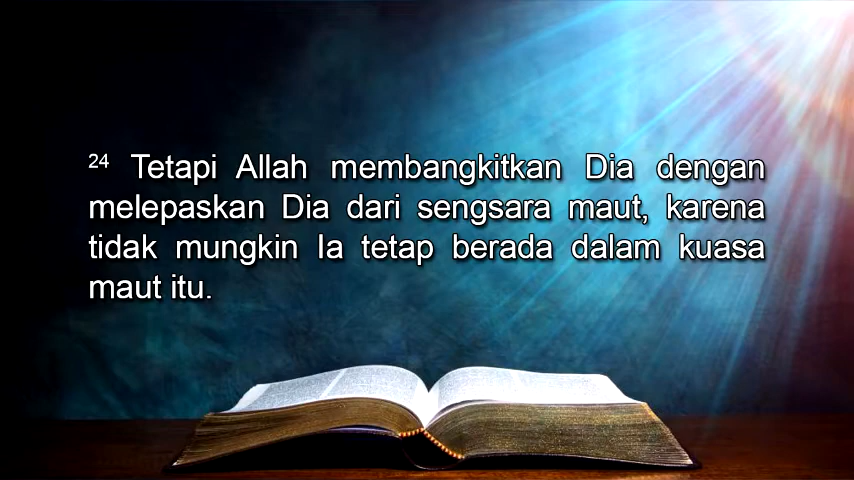 24 Tetapi Allah membangkitkan Dia dengan
melepaskan Dia dari sengsara maut, karena
tidak mungkin Ia tetap berada dalam kuasa
maut itu.